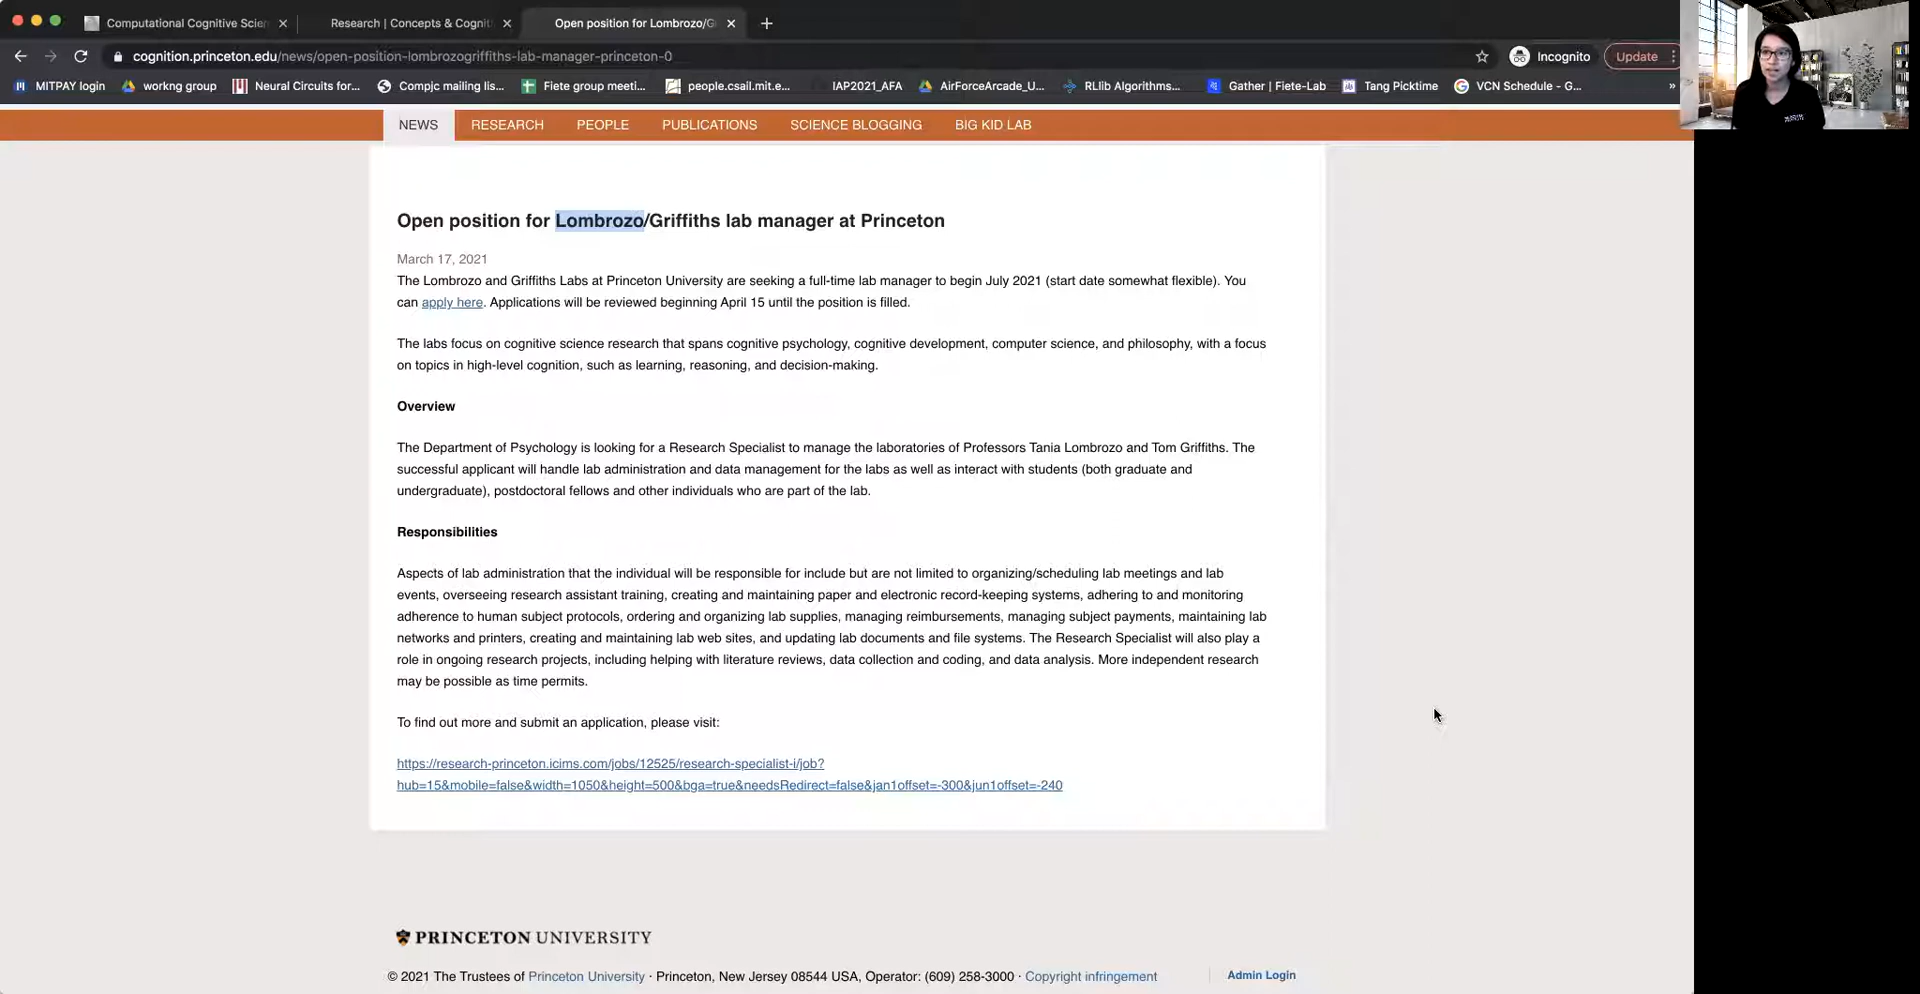 Computational Cognitive Scien
Research | Concepts & Cogniti
Open position for Lombrozo/G
cognition.princeton.edu/news/open-position-lombrozogriffiths-lab-manager-princeton-0
Incognito
Update
MITPAY login
workng group
Neural Circuits for...
Compjc mailing lis...
Fiete group meeti...
people.csail.mit.e...
IAP2021_AFA
AirForceArcade_U...
RLlib Algorithms...
Gather | Fiete-Lab
Tang Picktime
VCN Schedule - G...
»
NEWS
RESEARCH
PEOPLE
PUBLICATIONS
SCIENCE BLOGGING
BIG KID LAB
Open position for Lombrozo/Griffiths lab manager at Princeton
March 17, 2021
The Lombrozo and Griffiths Labs at Princeton University are seeking a full-time lab manager to begin July 2021 (start date somewhat flexible). You
can apply here. Applications will be reviewed beginning April 15 until the position is filled.
The labs focus on cognitive science research that spans cognitive psychology, cognitive development, computer science, and philosophy, with a focus
on topics in high-level cognition, such as learning, reasoning, and decision-making.
Overview
The Department of Psychology is looking for a Research Specialist to manage the laboratories of Professors Tania Lombrozo and Tom Griffiths. The
successful applicant will handle lab administration and data management for the labs as well as interact with students (both graduate and
undergraduate), postdoctoral fellows and other individuals who are part of the lab.
Responsibilities
Aspects of lab administration that the individual will be responsible for include but are not limited to organizing/scheduling lab meetings and lab
events, overseeing research assistant training, creating and maintaining paper and electronic record-keeping systems, adhering to and monitoring
adherence to human subject protocols, ordering and organizing lab supplies, managing reimbursements, managing subject payments, maintaining lab
networks and printers, creating and maintaining lab web sites, and updating lab documents and file systems. The Research Specialist will also play a
role in ongoing research projects, including helping with literature reviews, data collection and coding, and data analysis. More independent research
may be possible as time permits.
To find out more and submit an application, please visit:
https://research-princeton.icims.com/jobs/12525/research-specialist-i/job?
hub=15&mobile=false&width=1050&height=500&bga=true&needsRedirect=false&jan1offset=-300&jun1offset=-240
PRINCETON UNIVERSITY
© 2021 The Trustees of Princeton University · Princeton, New Jersey 08544 USA, Operator: (609) 258-3000 · Copyright infringement
Admin Login